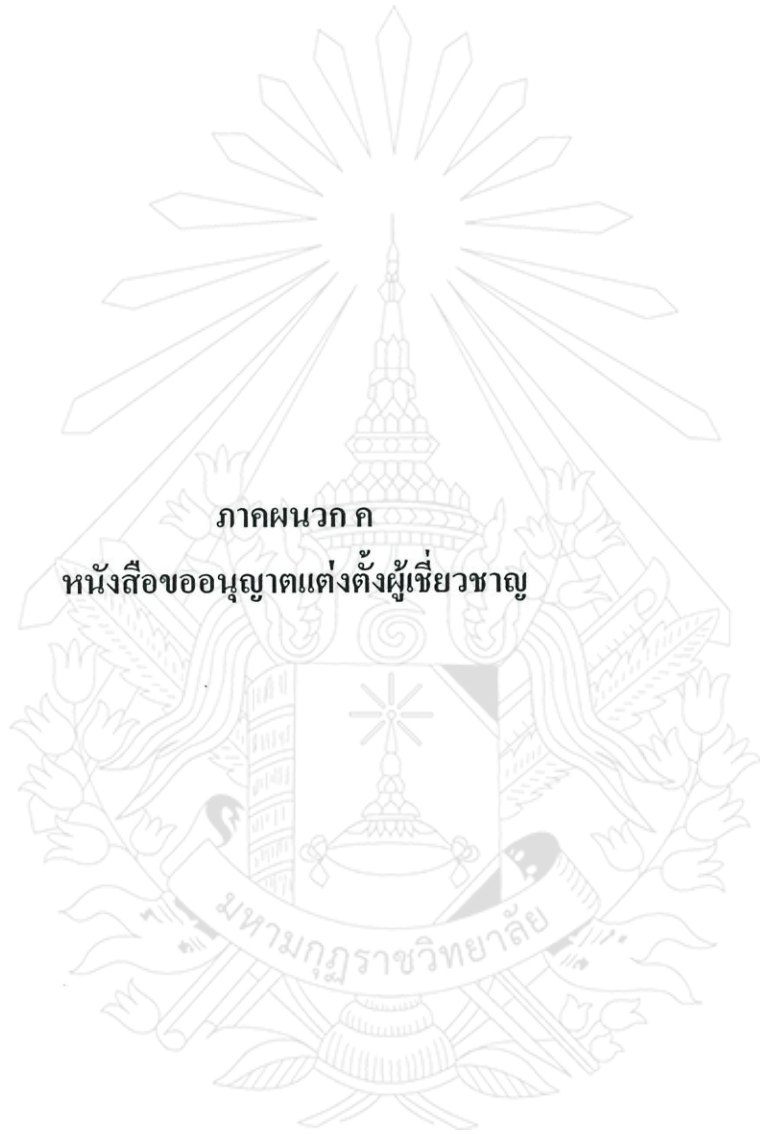 ภาคผนวก ค
หนังสือขออนุญาตแต่งตั้งผู้เชี่ยวชาญ
มหามกุฏราชวิทยาลัย